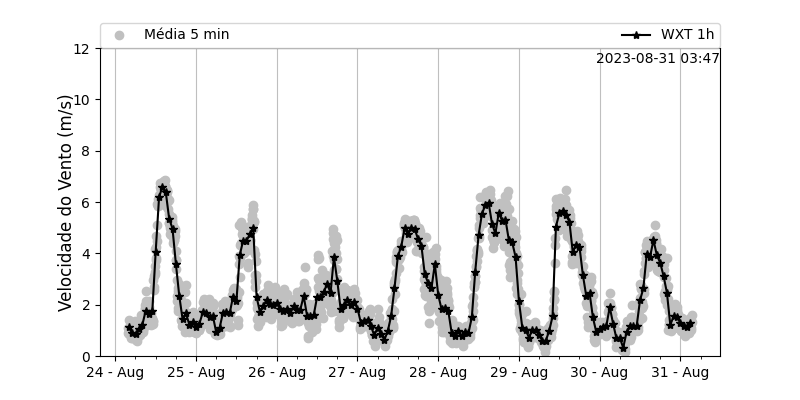 Média 5 min
WXT 1h
2023-08-31 03:47
Velocidade do Vento (m/s)
12
10
8
6
4
2
0
24 - Aug
25 - Aug
26 - Aug
27 - Aug
28 - Aug
29 - Aug
30 - Aug
31 - Aug